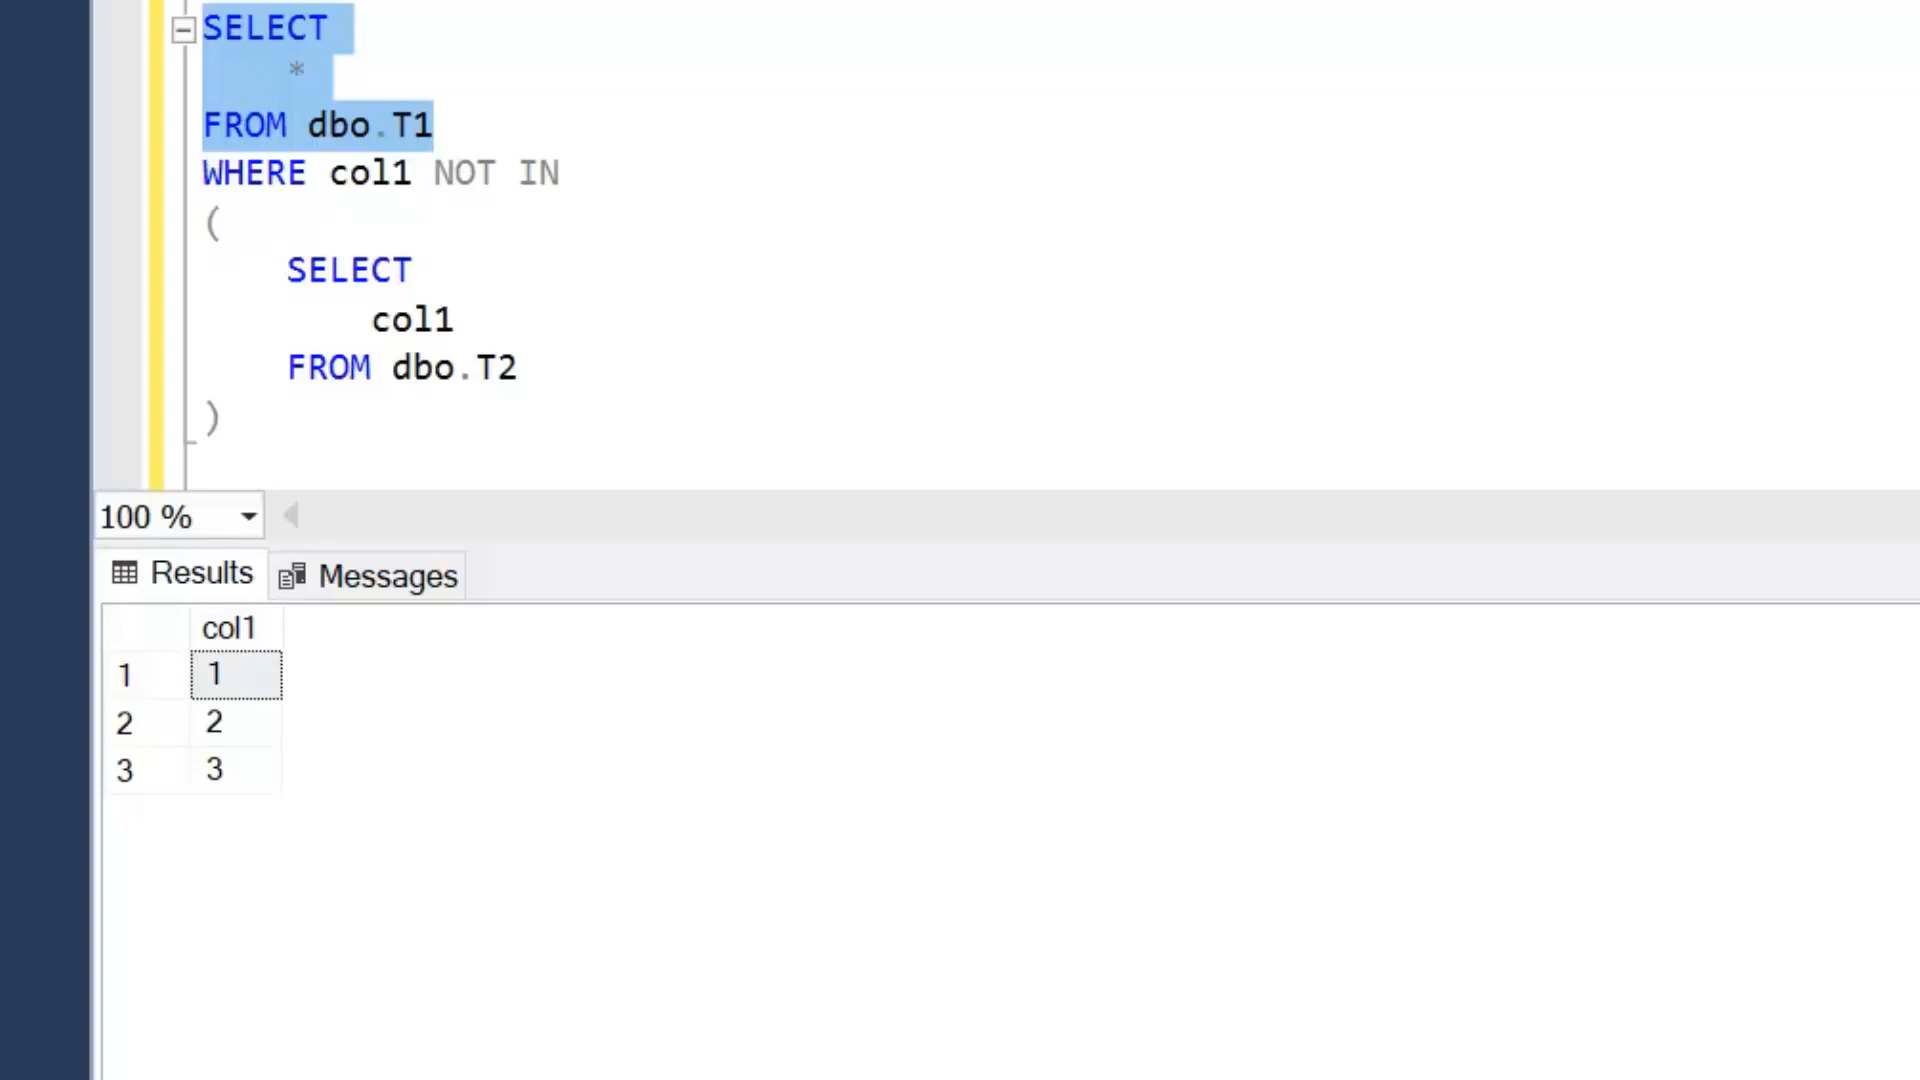 SELECT
*
FROM dbo.T1
WHERE col1 NOT IN
(
SELECT
col1
FROM dbo.T2
)
100 %
Results Messages
col1
1 1
2 2
3 3